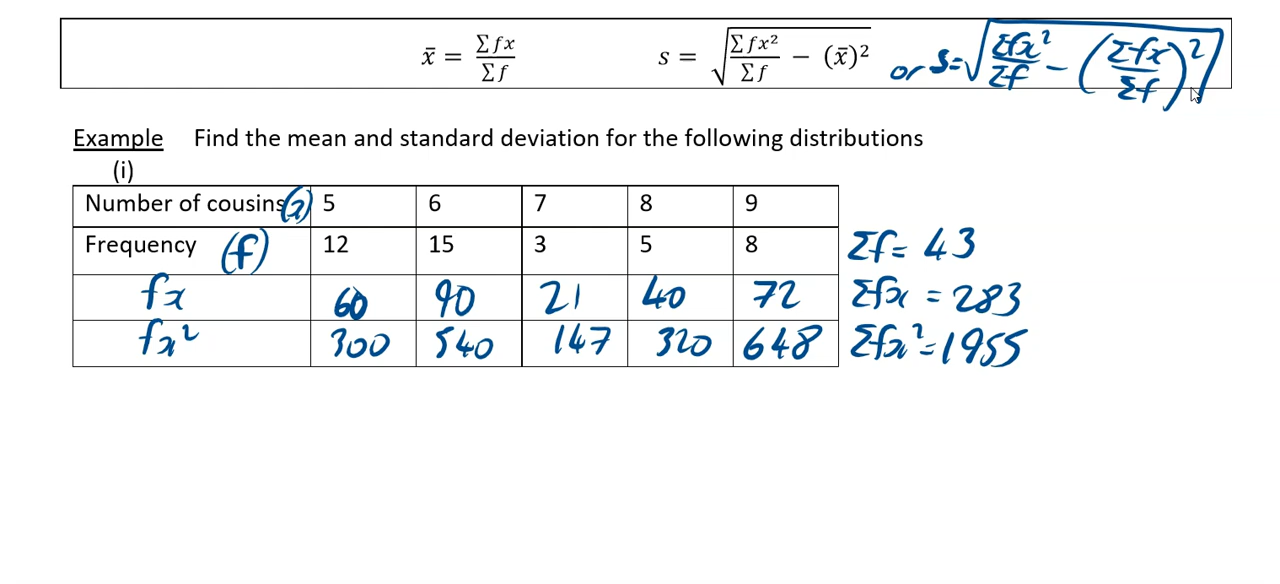 x̄ = Σfx / Σf    s = √(Σfx² / Σf − (x̄)²)    or s = √(Σfx² / Σf − (Σfx / Σf)²)
Example Find the mean and standard deviation for the following distributions
(i)
Number of cousins (x) 5 6 7 8 9
Frequency (f) 12 15 3 5 8 Σf = 43
fx 60 90 21 40 72 Σfx = 283
fx² 300 540 147 320 648 Σfx² = 1955